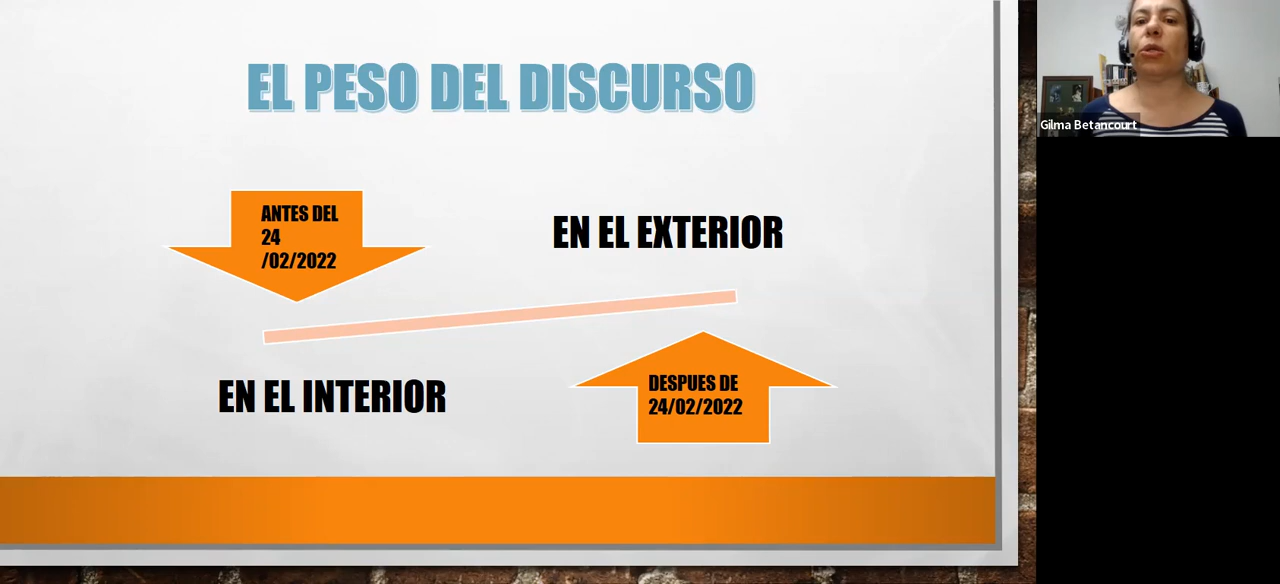 EL PESO DEL DISCURSO
ANTES DEL
24
/02/2022
EN EL EXTERIOR
EN EL INTERIOR
DESPUES DE
24/02/2022
Gilma Betancourt